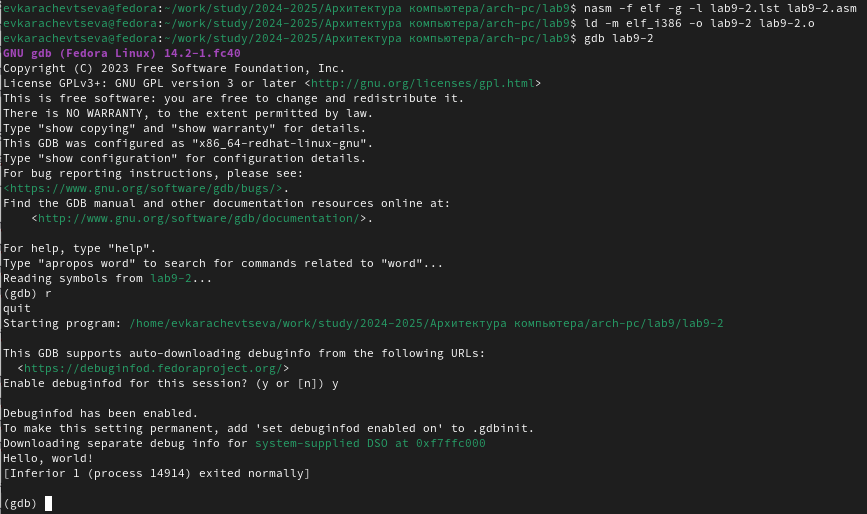 evkarachevtseva@fedora:~/work/study/2024-2025/Архитектура компьютера/arch-pc/lab9$ nasm -f elf -g -l lab9-2.lst lab9-2.asm
evkarachevtseva@fedora:~/work/study/2024-2025/Архитектура компьютера/arch-pc/lab9$ ld -m elf_i386 -o lab9-2 lab9-2.o
evkarachevtseva@fedora:~/work/study/2024-2025/Архитектура компьютера/arch-pc/lab9$ gdb lab9-2
GNU gdb (Fedora Linux) 14.2-1.fc40
Copyright (C) 2023 Free Software Foundation, Inc.
License GPLv3+: GNU GPL version 3 or later <http://gnu.org/licenses/gpl.html>
This is free software: you are free to change and redistribute it.
There is NO WARRANTY, to the extent permitted by law.
Type "show copying" and "show warranty" for details.
This GDB was configured as "x86_64-redhat-linux-gnu".
Type "show configuration" for configuration details.
For bug reporting instructions, please see:
<https://www.gnu.org/software/gdb/bugs/>.
Find the GDB manual and other documentation resources online at:
    <http://www.gnu.org/software/gdb/documentation/>.

For help, type "help".
Type "apropos word" to search for commands related to "word"...
Reading symbols from lab9-2...
(gdb) r
quit
Starting program: /home/evkarachevtseva/work/study/2024-2025/Архитектура компьютера/arch-pc/lab9/lab9-2

This GDB supports auto-downloading debuginfo from the following URLs:
  <https://debuginfod.fedoraproject.org/>
Enable debuginfod for this session? (y or [n]) y

Debuginfod has been enabled.
To make this setting permanent, add 'set debuginfod enabled on' to .gdbinit.
Downloading separate debug info for system-supplied DSO at 0xf7ffc000
Hello, world!
[Inferior 1 (process 14914) exited normally]

(gdb)